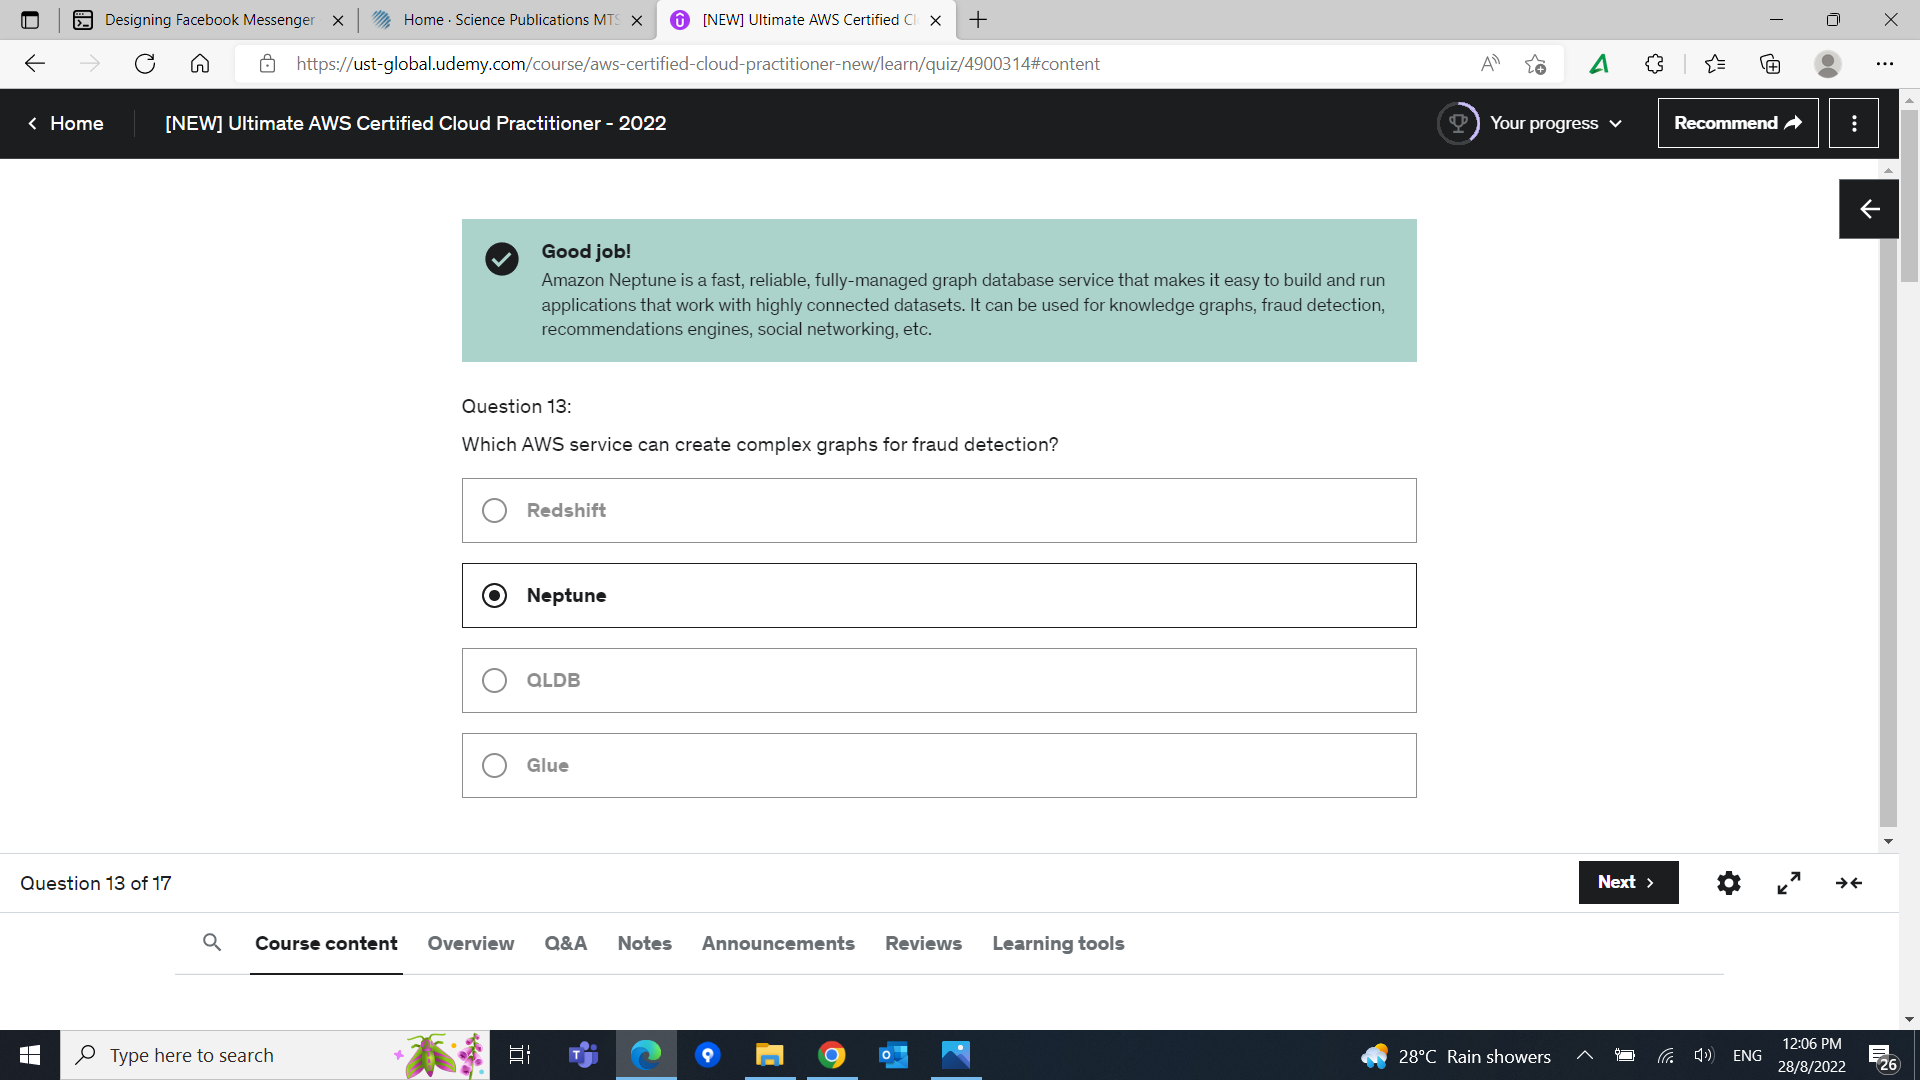 Designing Facebook Messenger
Home · Science Publications MTS
[NEW] Ultimate AWS Certified Cl
https://ust-global.udemy.com/course/aws-certified-cloud-practitioner-new/learn/quiz/4900314#content
Home
[NEW] Ultimate AWS Certified Cloud Practitioner - 2022
Your progress
Recommend
Good job!
Amazon Neptune is a fast, reliable, fully-managed graph database service that makes it easy to build and run
applications that work with highly connected datasets. It can be used for knowledge graphs, fraud detection,
recommendations engines, social networking, etc.
Question 13:
Which AWS service can create complex graphs for fraud detection?
Redshift
Neptune
QLDB
Glue
Question 13 of 17
Next
Course content
Overview
Q&A
Notes
Announcements
Reviews
Learning tools
Type here to search
28°C Rain showers
ENG
12:06 PM
28/8/2022
26